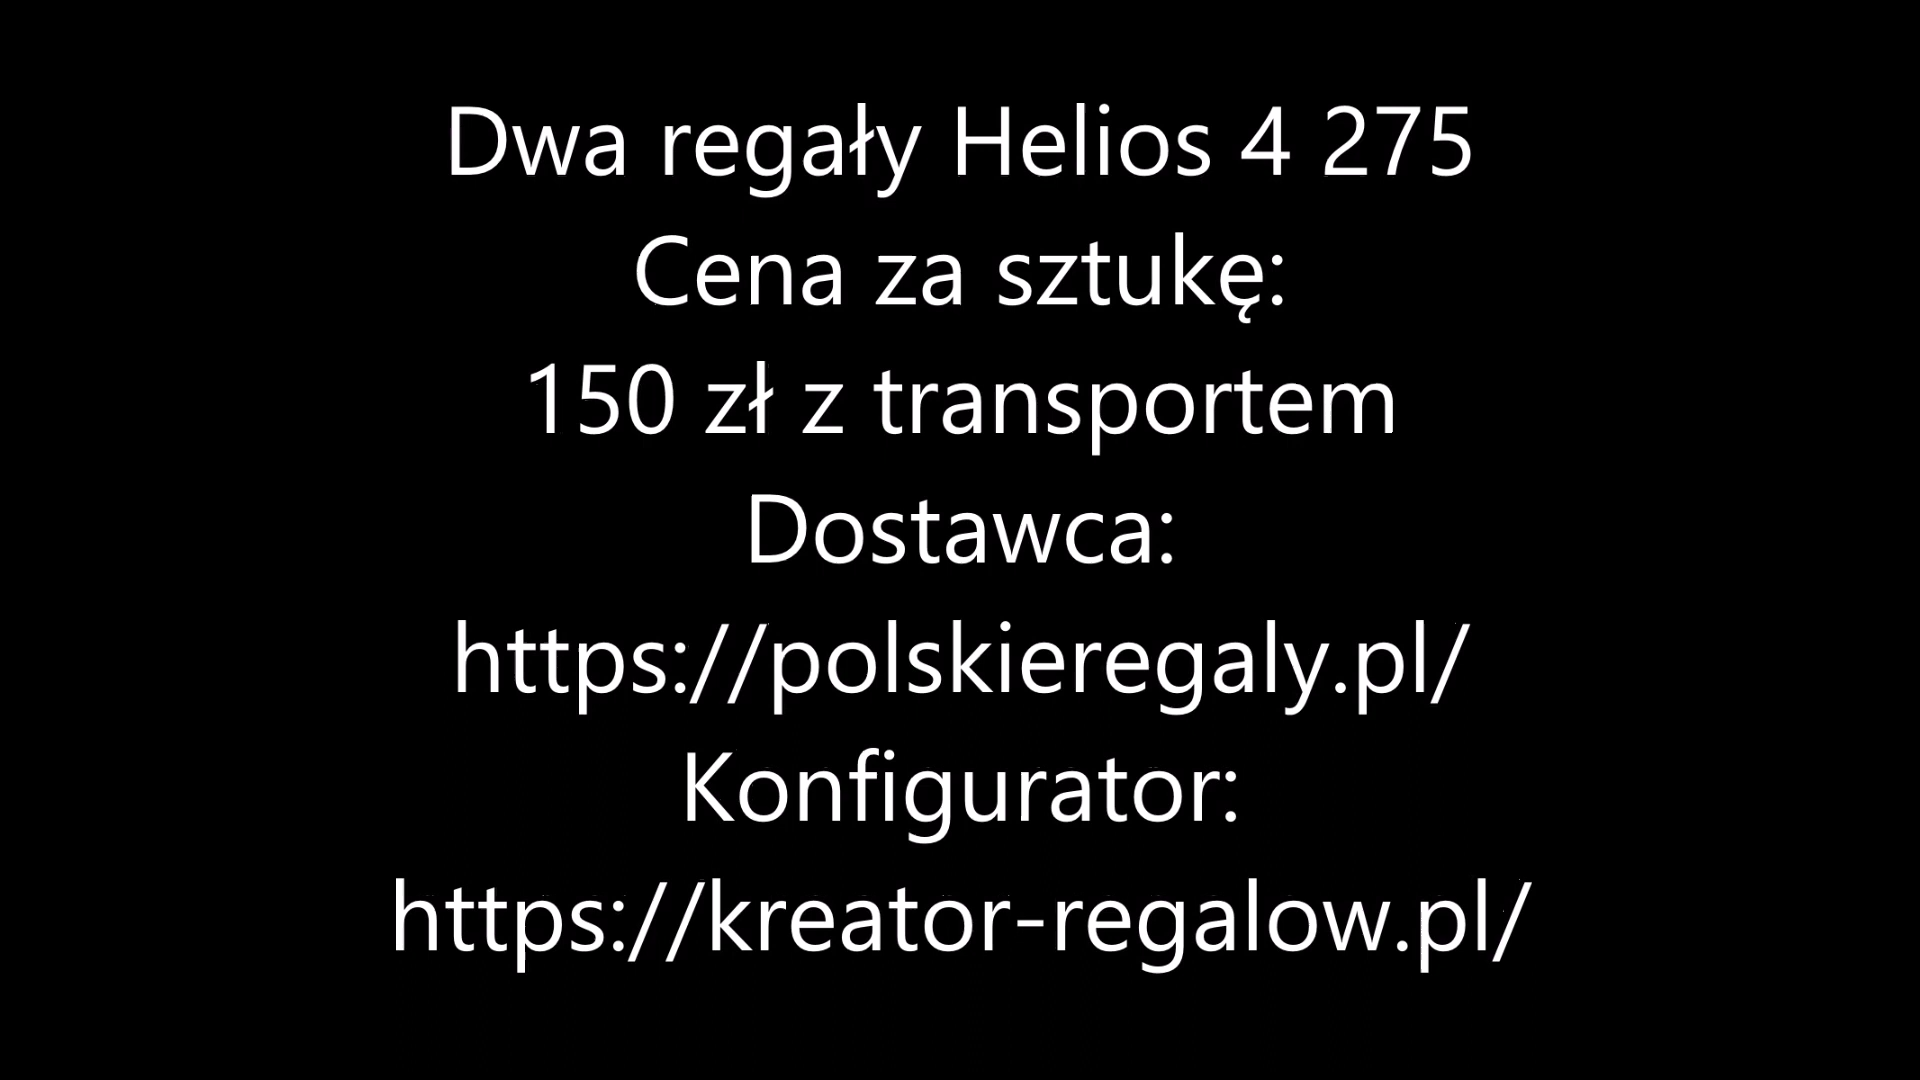 Dwa regały Helios 4 275
Cena za sztukę:
150 zł z transportem
Dostawca:
https://polskieregaly.pl/
Konfigurator:
https://kreator-regalow.pl/